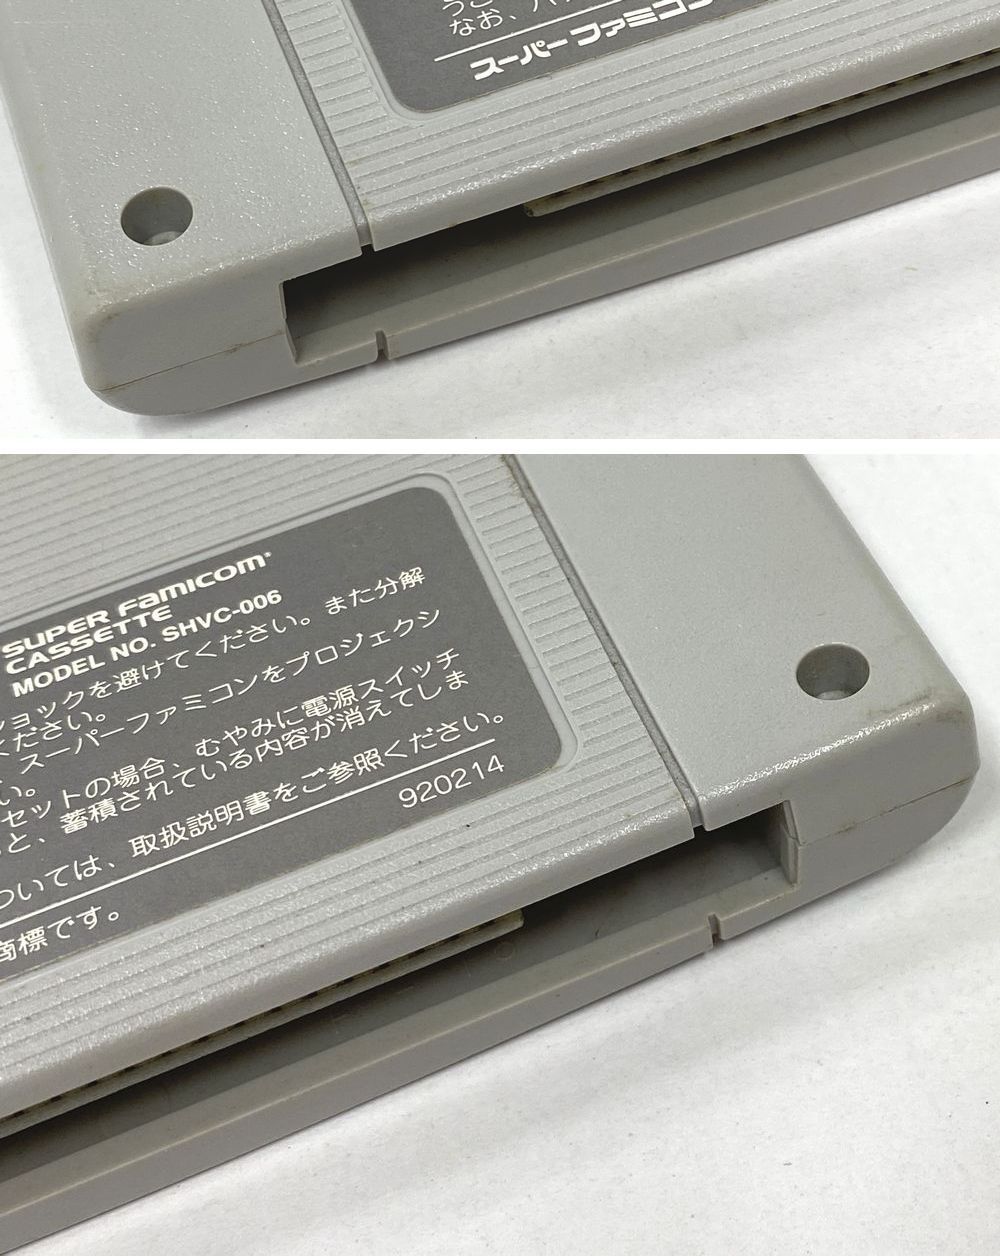 なお、バ
スーパーファミコン
SUPER Famicom
CASSETTE
MODEL NO. SHVC-006
ョックを避けてください。また分解
ください。
、スーパーファミコンをプロジェクシ
い。
セットの場合、むやみに電源スイッチ
と、蓄積されている内容が消えてしま
ついては、取扱説明書をご参照ください。
920214
商標です。